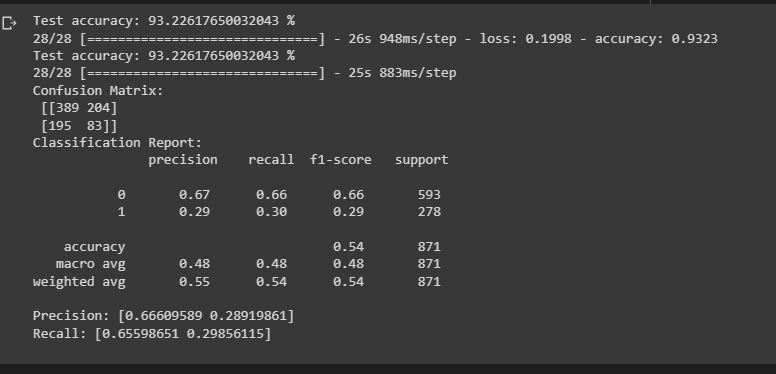 Test accuracy: 93.22617650032043 %
28/28 [==============================] - 26s 948ms/step - loss: 0.1998 - accuracy: 0.9323
Test accuracy: 93.22617650032043 %
28/28 [==============================] - 25s 883ms/step
Confusion Matrix:
[[389 204]
[195  83]]
Classification Report:
precision    recall  f1-score   support
0       0.67      0.66      0.66       593
1       0.29      0.30      0.29       278
accuracy                           0.54       871
macro avg       0.48      0.48      0.48       871
weighted avg       0.55      0.54      0.54       871
Precision: [0.66609589 0.28919861]
Recall: [0.65598651 0.29856115]